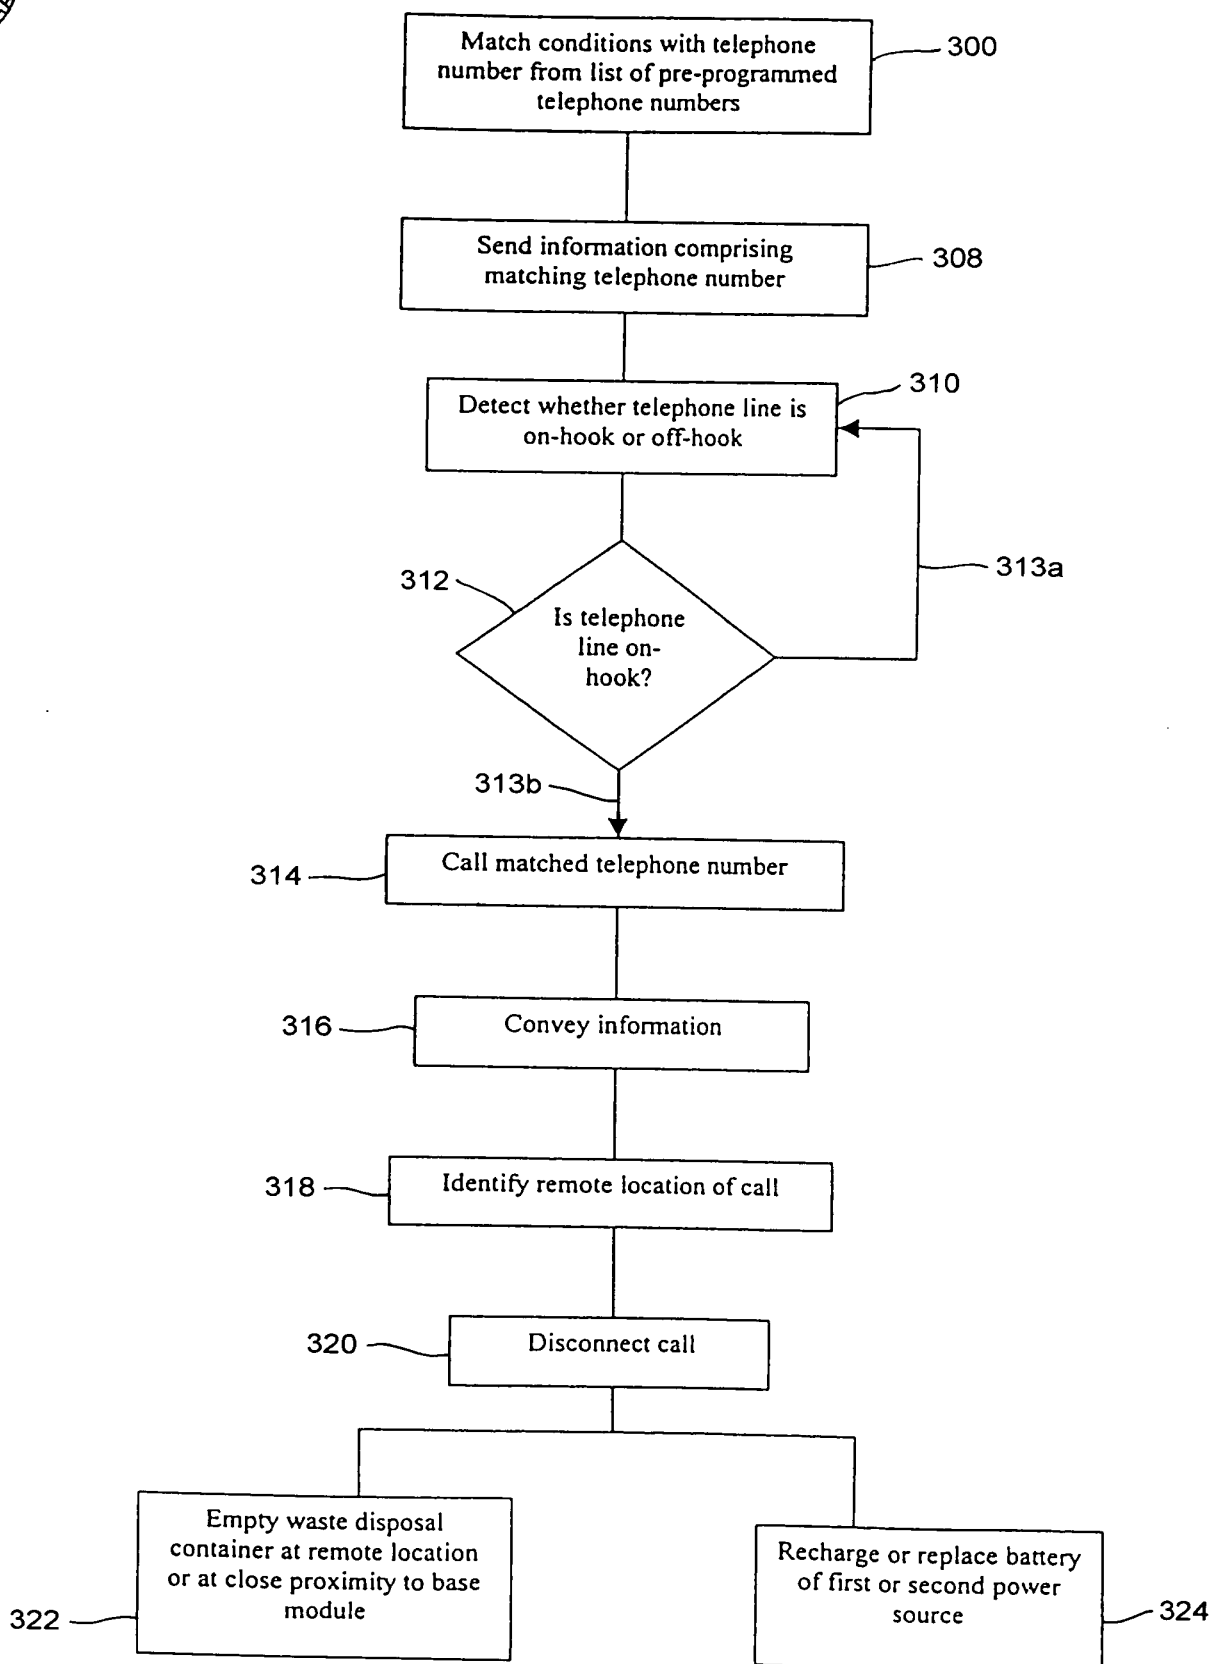 Match conditions with telephone
number from list of pre-programmed
telephone numbers
300
Send information comprising
matching telephone number
308
310
Detect whether telephone line is
on-hook or off-hook
313a
312
Is telephone
line on-
hook?
313b
314
Call matched telephone number
316
Convey information
318
Identify remote location of call
320
Disconnect call
Empty waste disposal
container at remote location
or at close proximity to base
module
322
Recharge or replace battery
of first or second power
source
324